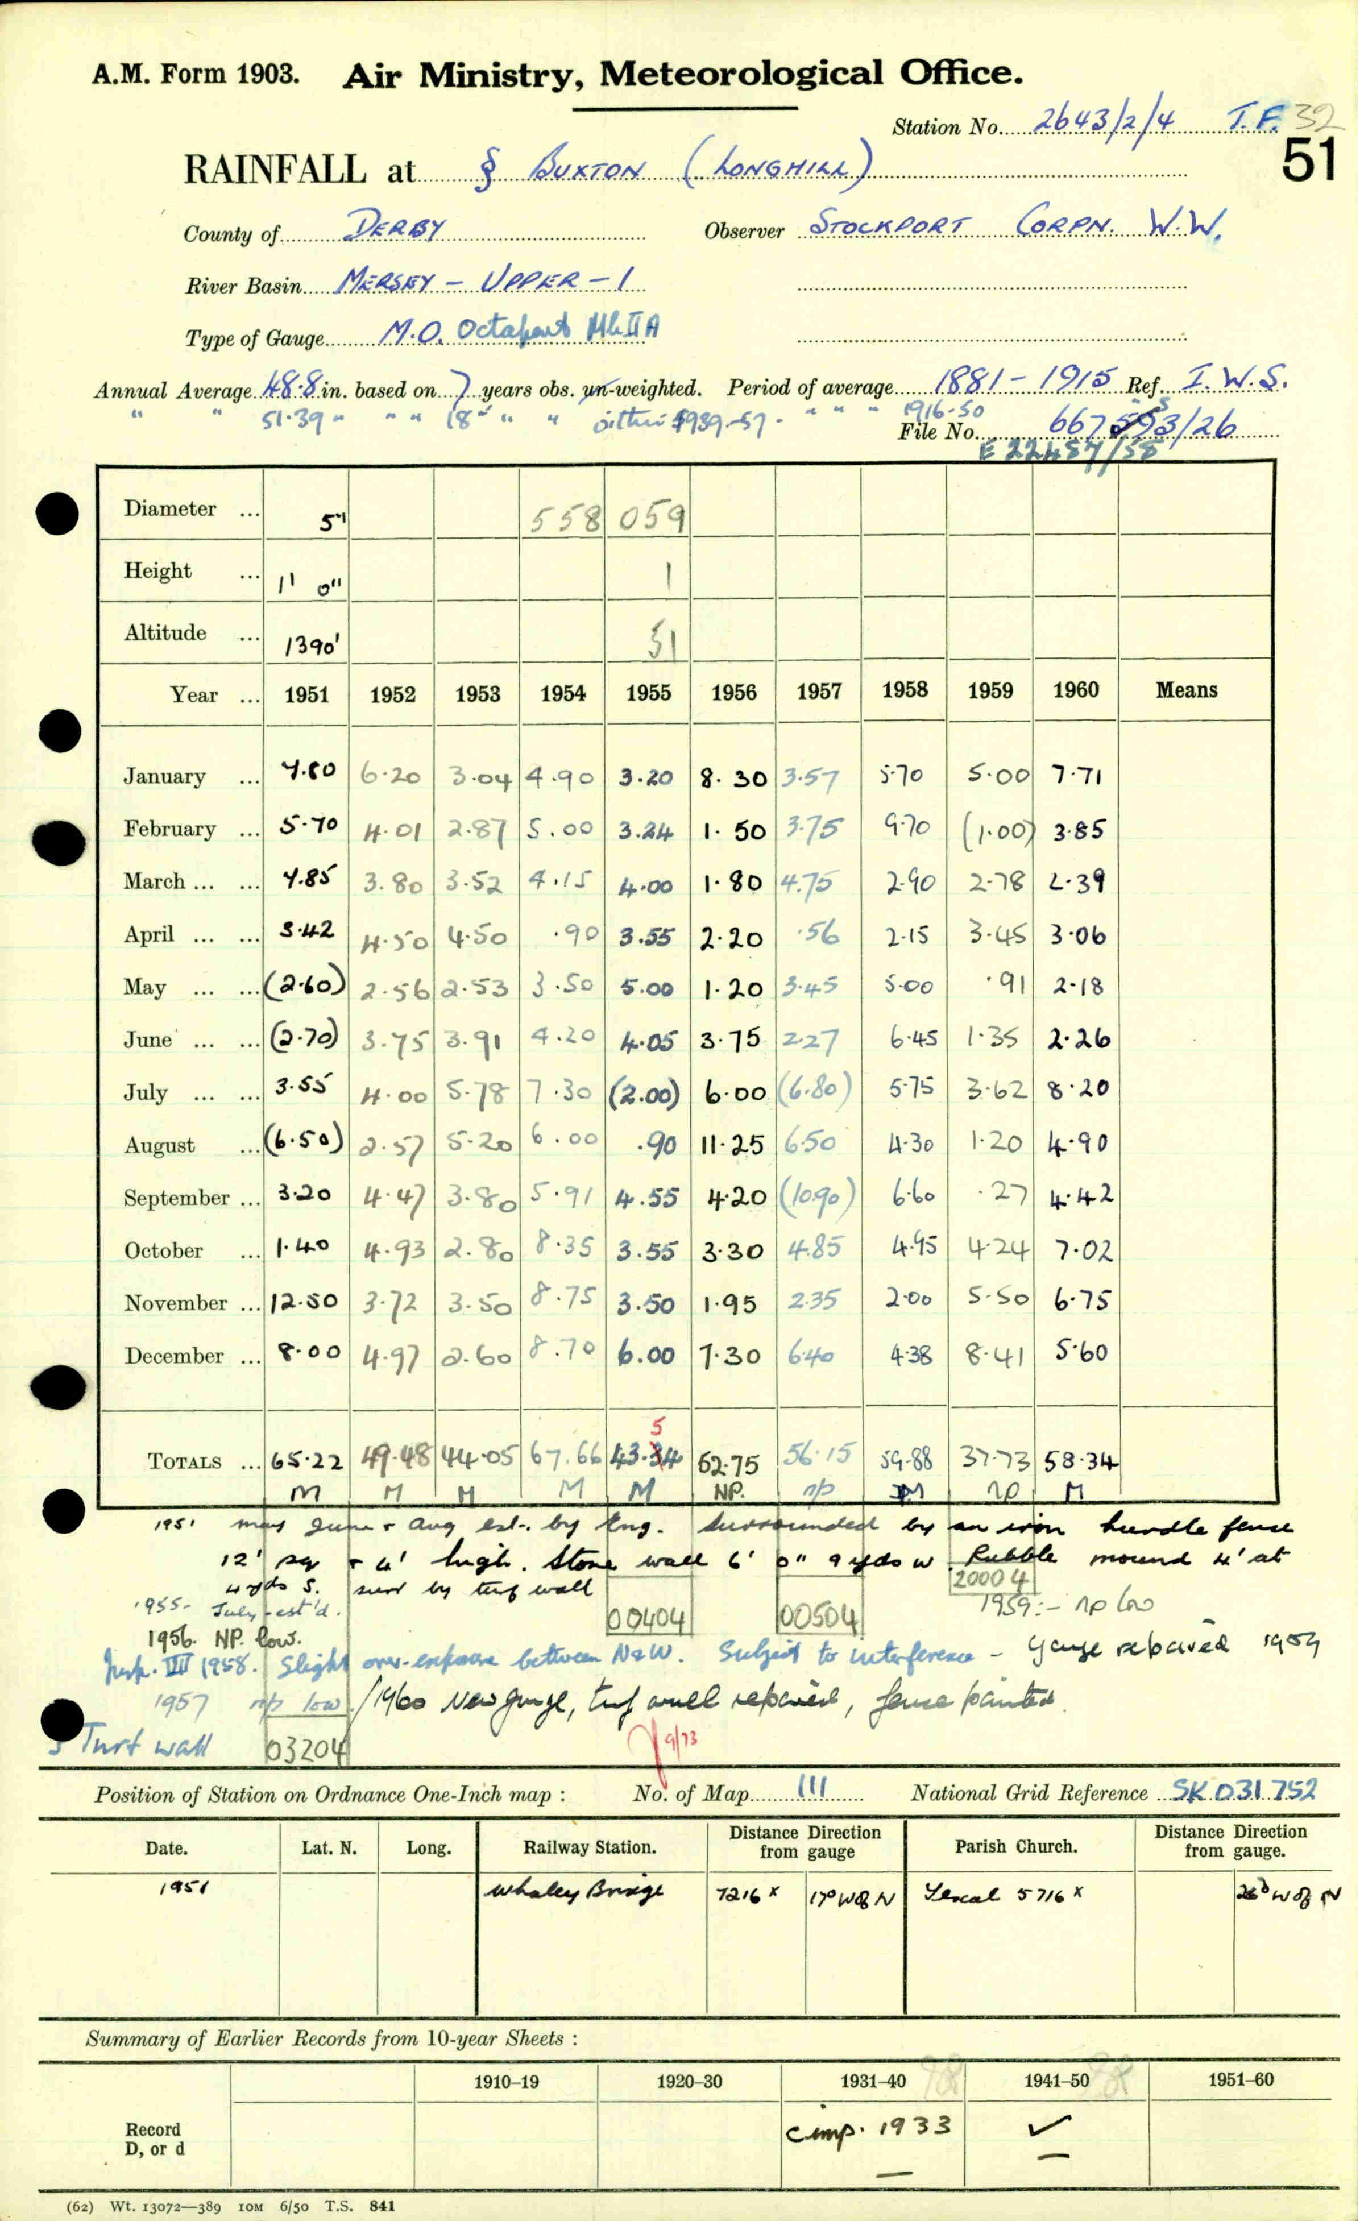 A.M. Form 1903. Air Ministry, Meteorological Office.
Station No. 2643/2/4 T.F. 32
51
RAINFALL at § BUXTON (LONGHILL)
County of DERBY Observer STOCKPORT CORPN. W.W.
River Basin MERSEY - UPPER - 1
Type of Gauge M.O. Octapent Mk II A
Annual Average 48.8 in. based on 7 years obs. un-weighted. Period of average 1881 - 1915 Ref. I.W.S.
" " 51.39 " " " 18 " " " within 1939-57. " " " 1916-50
File No. 667593/26
E 22487/58
Diameter ... 5" 558 059
Height ... 1' 0" 1
Altitude ... 1390' 51
Year ... 1951 1952 1953 1954 1955 1956 1957 1958 1959 1960 Means
January ... 7.80 6.20 3.04 4.90 3.20 8.30 3.57 5.70 5.00 7.71
February ... 5.70 4.01 2.87 5.00 3.24 1.50 3.75 9.70 (1.00) 3.85
March ... ... 7.85 3.80 3.52 4.15 4.00 1.80 4.75 2.90 2.78 2.39
April ... ... 3.42 4.50 4.50 .90 3.55 2.20 .56 2.15 3.45 3.06
May ... ... (2.60) 2.56 2.53 3.50 5.00 1.20 3.45 5.00 .91 2.18
June ... ... (2.70) 3.75 3.91 4.20 4.05 3.75 2.27 6.45 1.35 2.26
July ... ... 3.55 4.00 5.78 7.30 (2.00) 6.00 (6.80) 5.75 3.62 8.20
August ... (6.50) 2.57 5.20 6.00 .90 11.25 6.50 4.30 1.20 4.90
September ... 3.20 4.47 3.80 5.91 4.55 4.20 (10.90) 6.60 .27 4.42
October ... 1.40 4.93 2.80 8.35 3.55 3.30 4.85 4.95 4.24 7.02
November ... 12.50 3.72 3.50 8.75 3.50 1.95 2.35 2.00 5.50 6.75
December ... 8.00 4.97 2.60 8.70 6.00 7.30 6.40 4.38 8.41 5.60
5
TOTALS ... 65.22 49.48 44.05 67.66 43.34 52.75 56.15 59.88 37.73 58.34
M M M M M NP. np M np M
1951 may June + Aug est. by Eng. Surrounded by an iron hurdle fence
12' sq + 4' high. Stone wall 6' 0" 9 yds W. Rubble mound 4' at
4 yds S. surr by turf wall 20004
1955- July - est'd. 00404 00504 1959:- np low
1956. NP. low.
Insp. III 1958. Slight over-exposure between N & W. Subject to interference - gauge repaired 1959
1957 np low / 1960 New gauge, turf wall repaired, fence painted.
5 Turf wall 03204 9/73
Position of Station on Ordnance One-Inch map : No. of Map 111 National Grid Reference SK 031 752
Date. Lat. N. Long. Railway Station. Distance from Direction gauge Parish Church. Distance from Direction gauge.
1951 Whaley Bridge 7216 x 17° W of N 5716 x 26° W of N
Summary of Earlier Records from 10-year Sheets :
1910–19 1920–30 1931–40 98 1941–50 98 1951–60
Record D, or d comp. 1933 ✓
(62) Wt. 13072—389 10M 6/50 T.S. 841